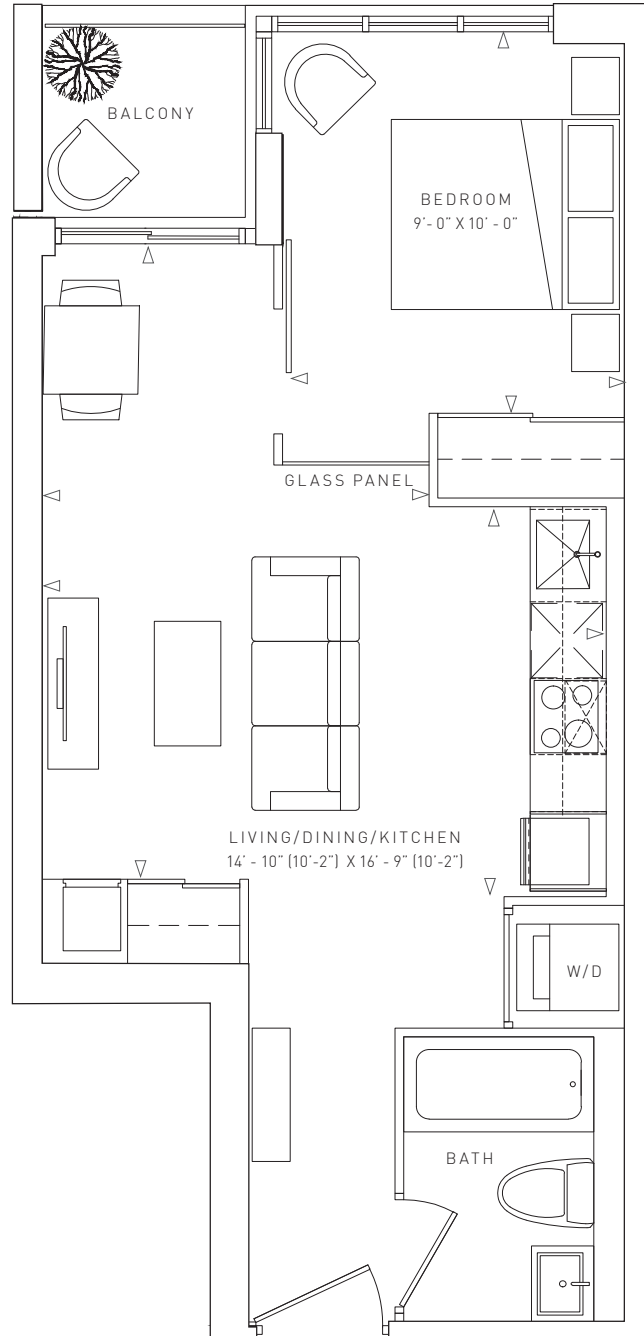 BALCONY
BEDROOM
9'-0" X 10'-0"
GLASS PANEL
LIVING/DINING/KITCHEN
14' - 10" (10'-2") X 16' - 9" (10'-2")
W/D
BATH